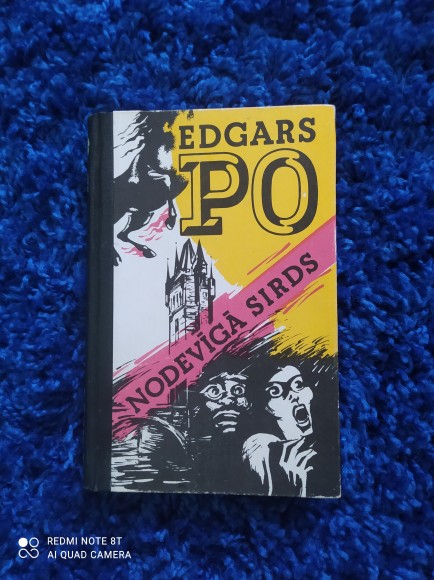 EDGARS
PO
NODEVĪGĀ SIRDS
REDMI NOTE 8T
AI QUAD CAMERA